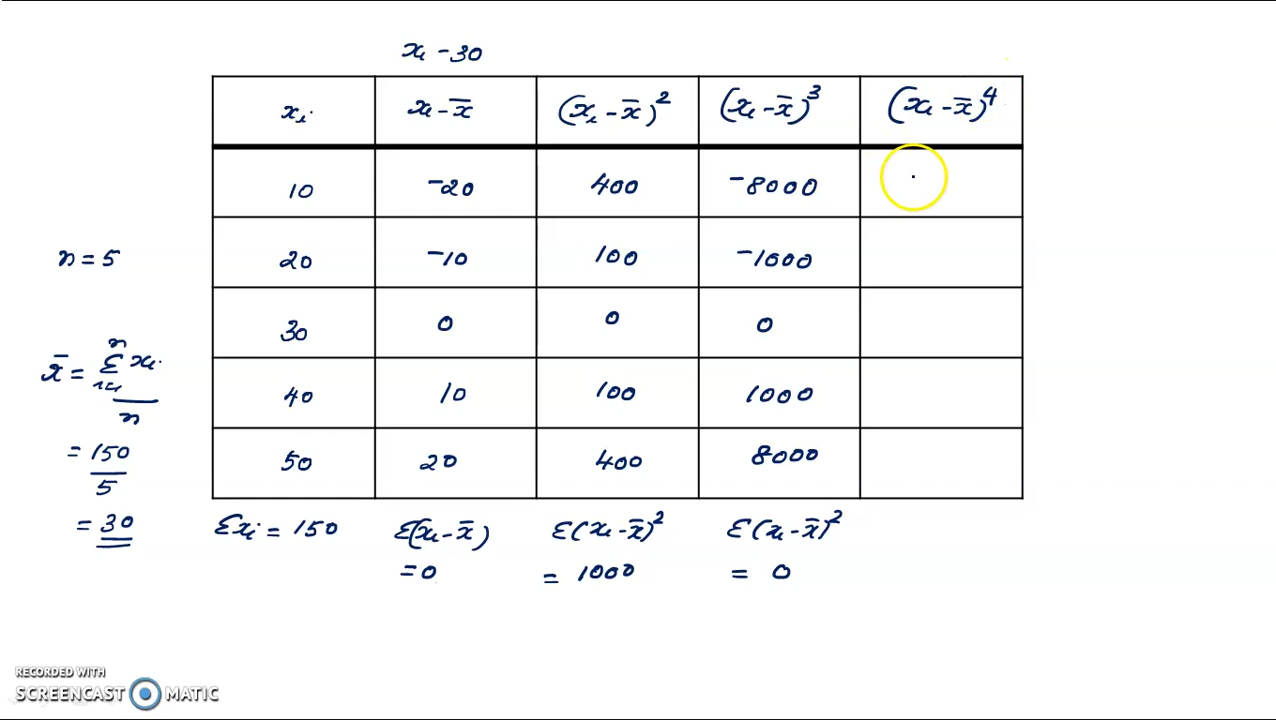 xᵢ - 30
xᵢ xᵢ - x̄ (xᵢ - x̄)² (xᵢ - x̄)³ (xᵢ - x̄)⁴
10 -20 400 -8000
20 -10 100 -1000
30 0 0 0
40 10 100 1000
50 20 400 8000
Σxᵢ = 150 Σ(xᵢ - x̄) Σ(xᵢ - x̄)² Σ(xᵢ - x̄)²
= 0 = 1000 = 0
n = 5
n
x̄ = Σ xᵢ
i=1
n
= 150
5
= 30
RECORDED WITH
SCREENCAST MATIC